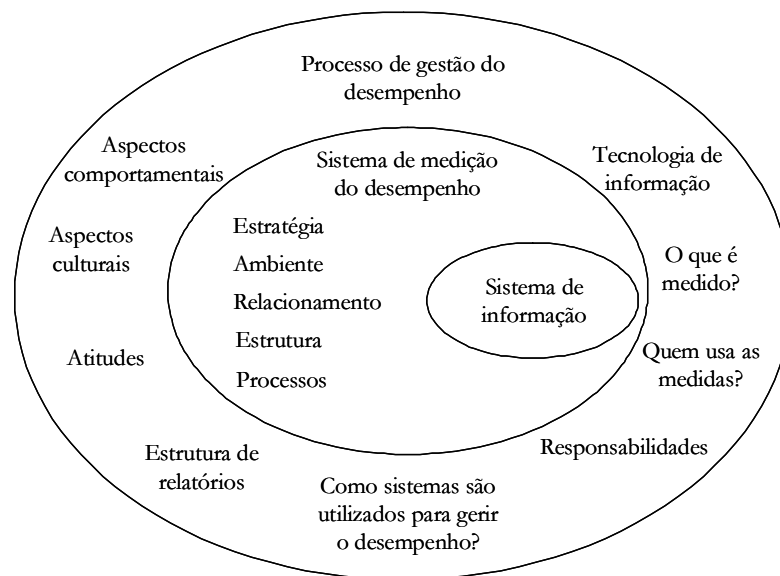 Processo de gestão do
desempenho
Aspectos
comportamentais
Sistema de medição
do desempenho
Tecnologia de
informação
Aspectos
culturais
Estratégia
Ambiente
Relacionamento
Estrutura
Processos
Sistema de
informação
O que é
medido?
Atitudes
Quem usa as
medidas?
Estrutura de
relatórios
Como sistemas são
utilizados para gerir
o desempenho?
Responsabilidades